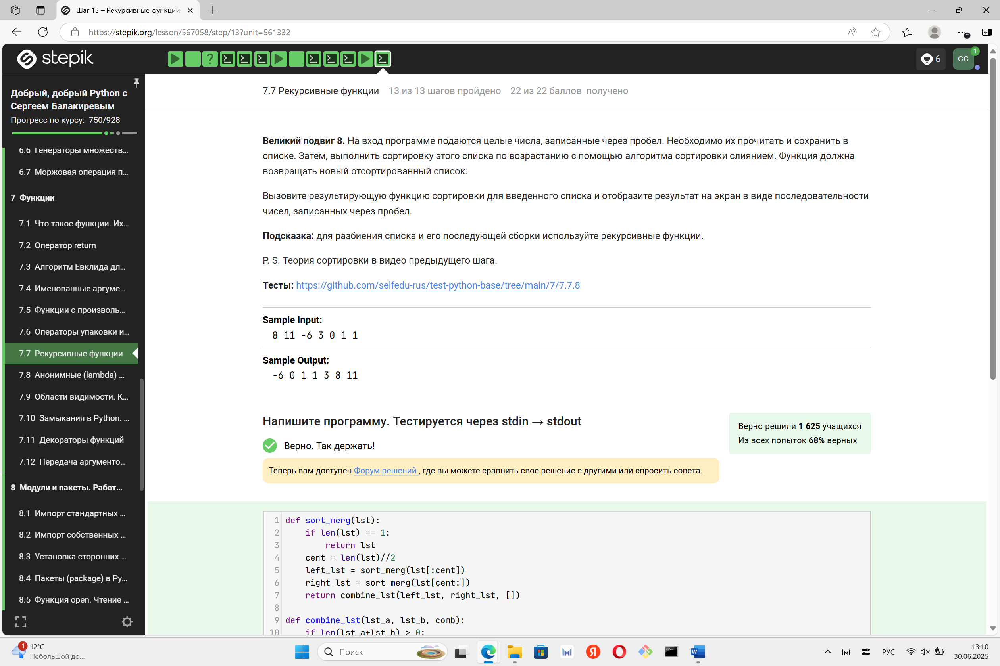 Шаг 13 – Рекурсивные функции
https://stepik.org/lesson/567058/step/13?unit=561332
stepik
?
6
CC
1
Добрый, добрый Python с
Сергеем Балакиревым
Прогресс по курсу: 750/928
6.6 Генераторы множеств...
6.7 Моржовая операция п...
7 Функции
7.1 Что такое функции. Их...
7.2 Оператор return
7.3 Алгоритм Евклида дл...
7.4 Именованные аргуме...
7.5 Функции с произволь...
7.6 Операторы упаковки и...
7.7 Рекурсивные функции
7.8 Анонимные (lambda) ...
7.9 Области видимости. К...
7.10 Замыкания в Python. ...
7.11 Декораторы функций
7.12 Передача аргументо...
8 Модули и пакеты. Работ...
8.1 Импорт стандартных ...
8.2 Импорт собственных ...
8.3 Установка сторонних ...
8.4 Пакеты (package) в Py...
8.5 Функция open. Чтение ...
7.7 Рекурсивные функции 13 из 13 шагов пройдено 22 из 22 баллов получено
Великий подвиг 8. На вход программе подаются целые числа, записанные через пробел. Необходимо их прочитать и сохранить в
списке. Затем, выполнить сортировку этого списка по возрастанию с помощью алгоритма сортировки слиянием. Функция должна
возвращать новый отсортированный список.
Вызовите результирующую функцию сортировки для введенного списка и отобразите результат на экран в виде последовательности
чисел, записанных через пробел.
Подсказка: для разбиения списка и его последующей сборки используйте рекурсивные функции.
P. S. Теория сортировки в видео предыдущего шага.
Тесты: https://github.com/selfedu-rus/test-python-base/tree/main/7/7.7.8
Sample Input:
8 11 -6 3 0 1 1
Sample Output:
-6 0 1 1 3 8 11
Напишите программу. Тестируется через stdin → stdout
Верно решили 1 625 учащихся
Из всех попыток 68% верных
Верно. Так держать!
Теперь вам доступен Форум решений , где вы можете сравнить свое решение с другими или спросить совета.
1 def sort_merg(lst):
2     if len(lst) == 1:
3         return lst
4     cent = len(lst)//2
5     left_lst = sort_merg(lst[:cent])
6     right_lst = sort_merg(lst[cent:])
7     return combine_lst(left_lst, right_lst, [])
8
9 def combine_lst(lst_a, lst_b, comb):
10     if len(lst_a+lst_b) > 0:
1
12°C
Небольшой до...
Поиск
РУС
13:10
30.06.2025